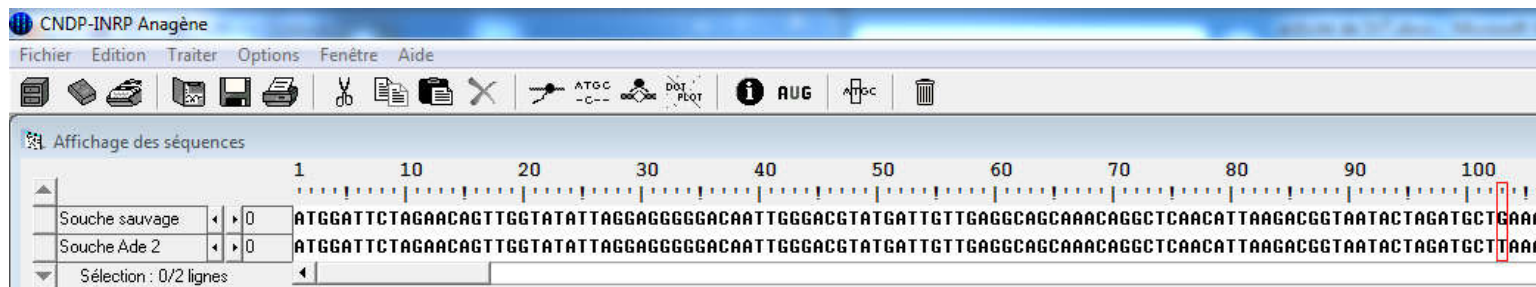 CNDP-INRP Anagène
Fichier Edition Traiter Options Fenêtre Aide
ATGC -C-- DOT PLOT AUG
Affichage des séquences
1 10 20 30 40 50 60 70 80 90 100
Souche sauvage 0 ATGGATTCTAGAACAGTTGGTATATTAGGAGGGGGACAATTGGGACGTATGATTGTTGAGGCAGCAAACAGGCTCAACATTAAGACGGTAATACTAGATGCTGAAA
Souche Ade 2 0 ATGGATTCTAGAACAGTTGGTATATTAGGAGGGGGACAATTGGGACGTATGATTGTTGAGGCAGCAAACAGGCTCAACATTAAGACGGTAATACTAGATGCTTAAA
Sélection : 0/2 lignes